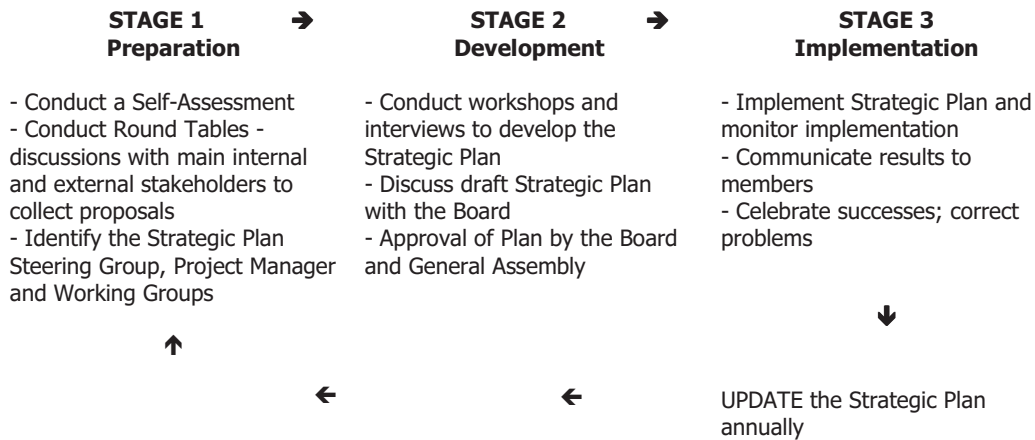 STAGE 1 ➔
Preparation
- Conduct a Self-Assessment
- Conduct Round Tables -
discussions with main internal
and external stakeholders to
collect proposals
- Identify the Strategic Plan
Steering Group, Project Manager
and Working Groups
STAGE 2 ➔
Development
- Conduct workshops and
interviews to develop the
Strategic Plan
- Discuss draft Strategic Plan
with the Board
- Approval of Plan by the Board
and General Assembly
STAGE 3
Implementation
- Implement Strategic Plan and
monitor implementation
- Communicate results to
members
- Celebrate successes; correct
problems
UPDATE the Strategic Plan
annually